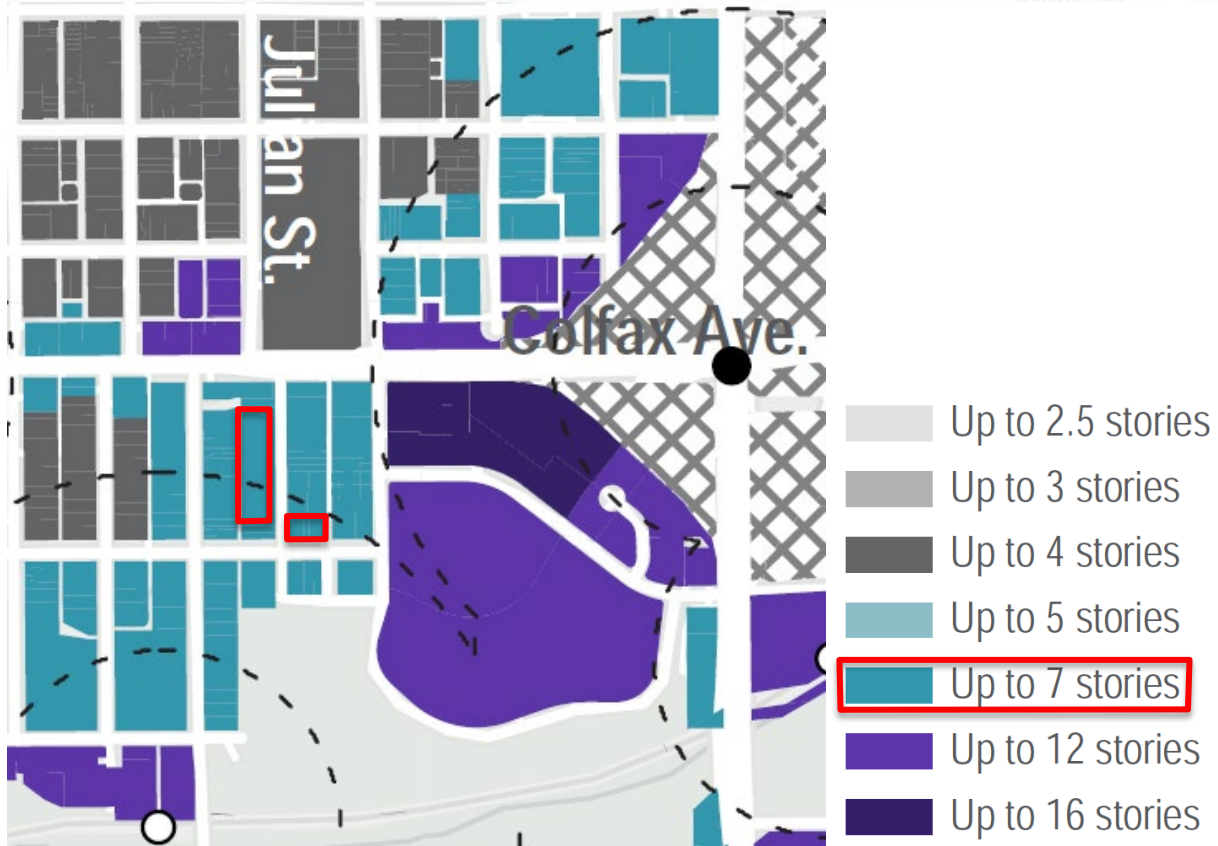 Julian St.
Colfax Ave.
Up to 2.5 stories
Up to 3 stories
Up to 4 stories
Up to 5 stories
Up to 7 stories
Up to 12 stories
Up to 16 stories